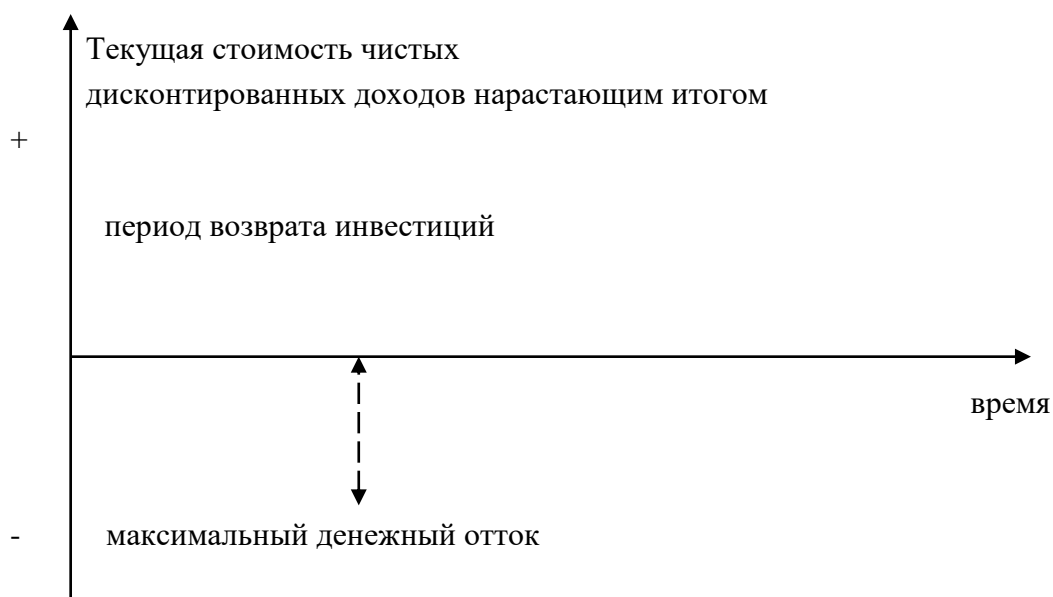 Текущая стоимость чистых
дисконтированных доходов нарастающим итогом
+
период возврата инвестиций
время
-
максимальный денежный отток